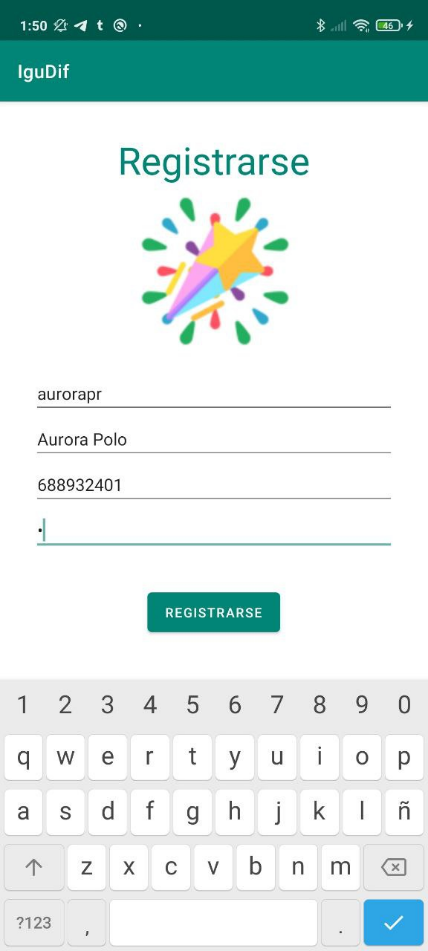 1:50
46
IguDif
Registrarse
aurorapr
Aurora Polo
688932401
•
REGISTRARSE
1 2 3 4 5 6 7 8 9 0
q w e r t y u i o p
a s d f g h j k l ñ
z x c v b n m
?123 , .